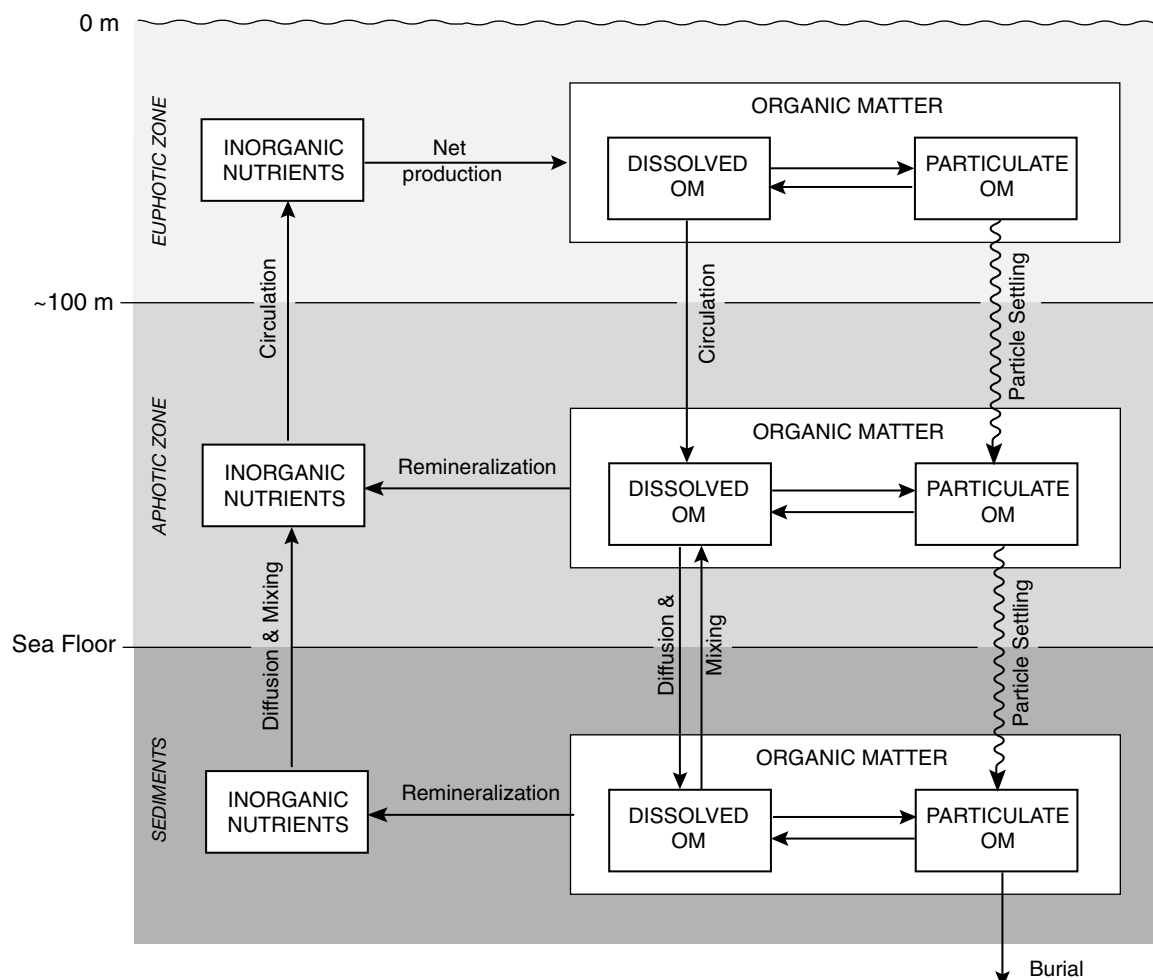 0 m
EUPHOTIC ZONE
INORGANIC
NUTRIENTS
Net
production
ORGANIC MATTER
DISSOLVED
OM
PARTICULATE
OM
Circulation
Circulation
Particle Settling
~100 m
APHOTIC ZONE
INORGANIC
NUTRIENTS
Remineralization
ORGANIC MATTER
DISSOLVED
OM
PARTICULATE
OM
Diffusion & Mixing
Diffusion &
Mixing
Particle Settling
Sea Floor
SEDIMENTS
INORGANIC
NUTRIENTS
Remineralization
ORGANIC MATTER
DISSOLVED
OM
PARTICULATE
OM
Burial